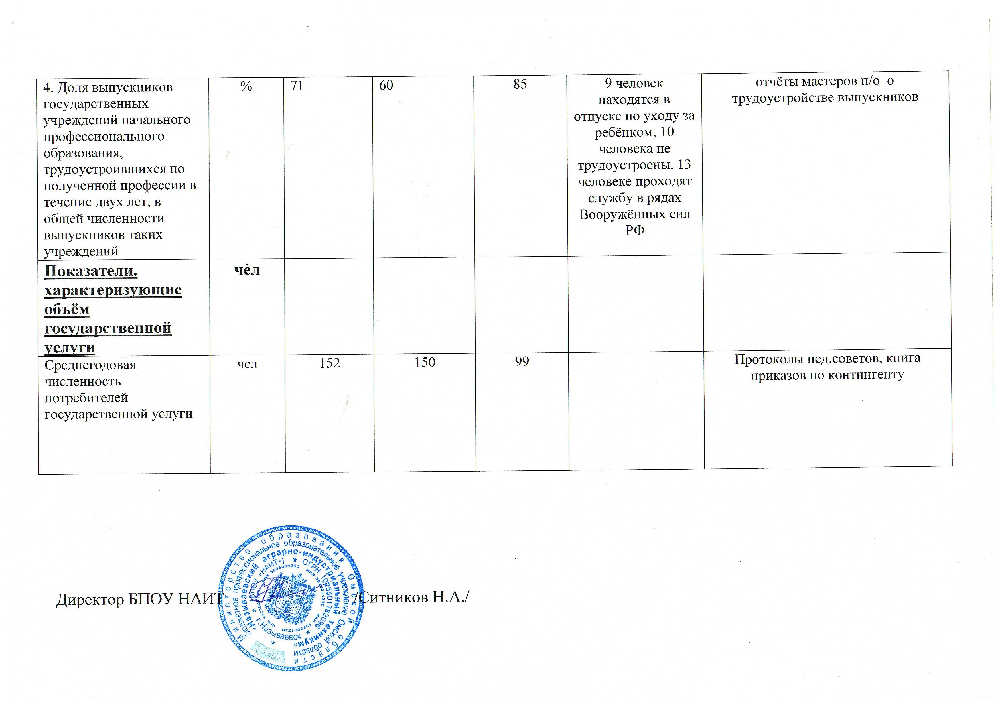 4. Доля выпускников
государственных
учреждений начального
профессионального
образования,
трудоустроившихся по
полученной профессии в
течение двух лет, в
общей численности
выпускников таких
учреждений
%
71
60
85
9 человек
находятся в
отпуске по уходу за
ребёнком, 10
человека не
трудоустроены, 13
человеке проходят
службу в рядах
Вооружённых сил
РФ
отчёты мастеров п/о о
трудоустройстве выпускников
Показатели.
характеризующие
объём
государственной
услуги
чел
Среднегодовая
численность
потребителей
государственной услуги
чел
152
150
99
Протоколы пед.советов, книга
приказов по контингенту
Директор БПОУ НАИТ
/Ситников Н.А./
Министерство образования Омской области
бюджетное профессиональное образовательное учреждение Омской области
«Называевский аграрно-индустриальный техникум»
(БПОУ «НАИТ») * ОГРН 1025501782096 * г.Называевск *
ИНН 5523001230